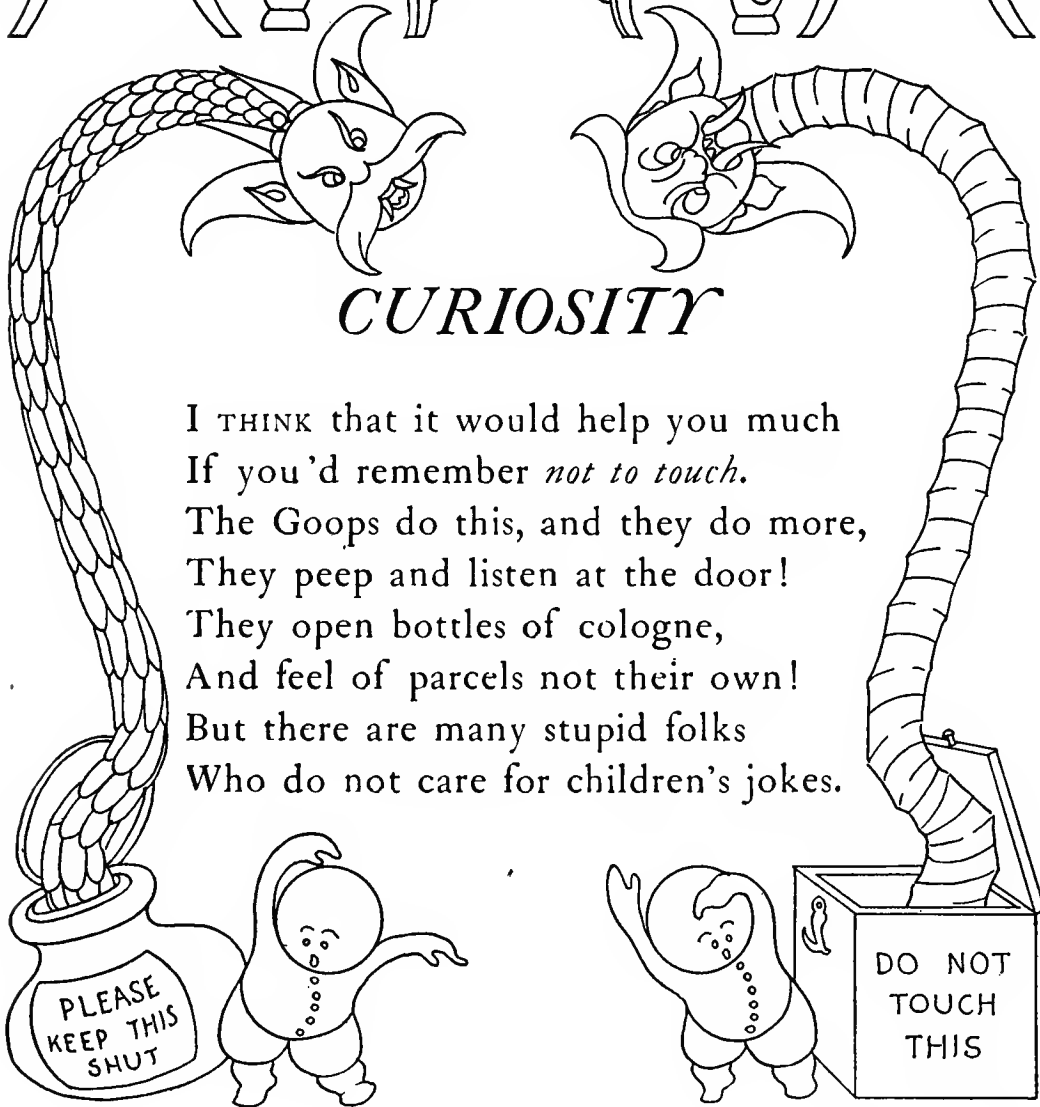 CURIOSITY
I THINK that it would help you much
If you'd remember not to touch.
The Goops do this, and they do more,
They peep and listen at the door!
They open bottles of cologne,
And feel of parcels not their own!
But there are many stupid folks
Who do not care for children's jokes.
PLEASE
KEEP THIS
SHUT
DO NOT
TOUCH
THIS